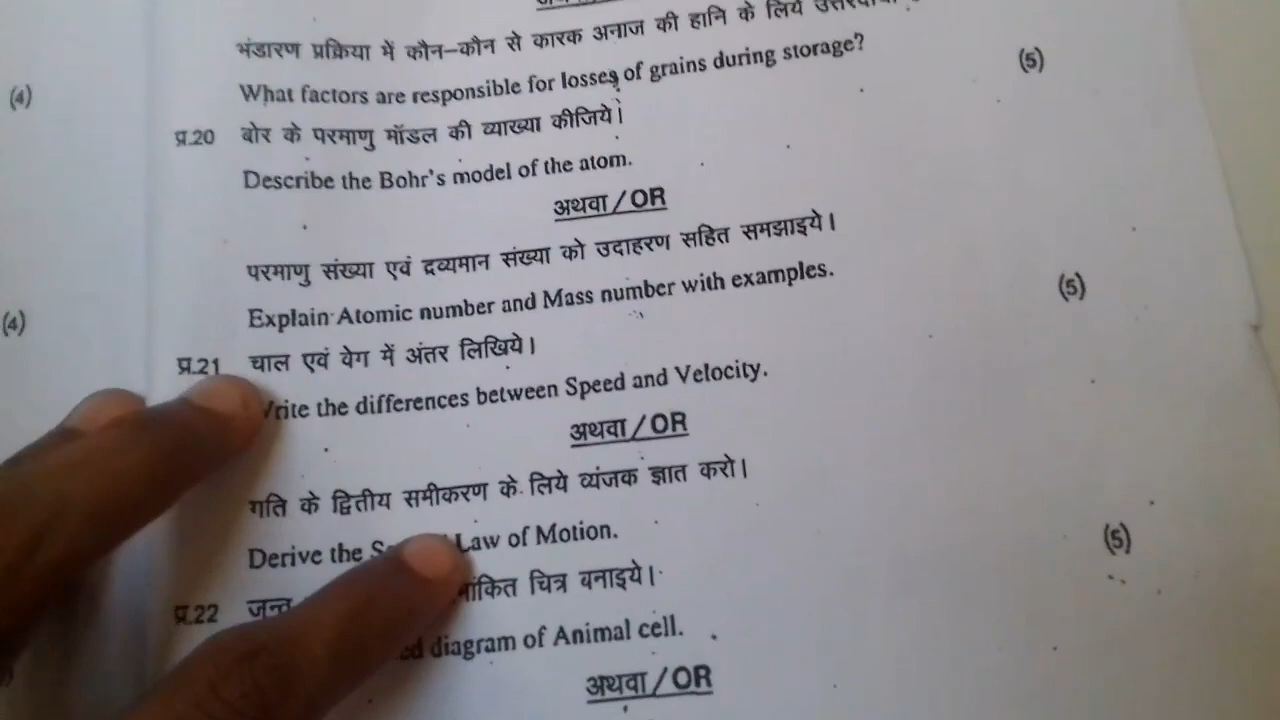 (4)
भंडारण प्रक्रिया में कौन-कौन से कारक अनाज की हानि के लिये
What factors are responsible for losses of grains during storage? (5)
प्र.20 बोर के परमाणु मॉडल की व्याख्या कीजिये।
Describe the Bohr's model of the atom.
अथवा / OR
परमाणु संख्या एवं द्रव्यमान संख्या को उदाहरण सहित समझाइये।
(4)
Explain Atomic number and Mass number with examples. (5)
प्र.21 चाल एवं वेग में अंतर लिखिये।
Write the differences between Speed and Velocity.
अथवा / OR
गति के द्वितीय समीकरण के लिये व्यंजक ज्ञात करो।
Derive the Law of Motion. (5)
प्र.22 चित्र बनाइये।
diagram of Animal cell.
अथवा / OR